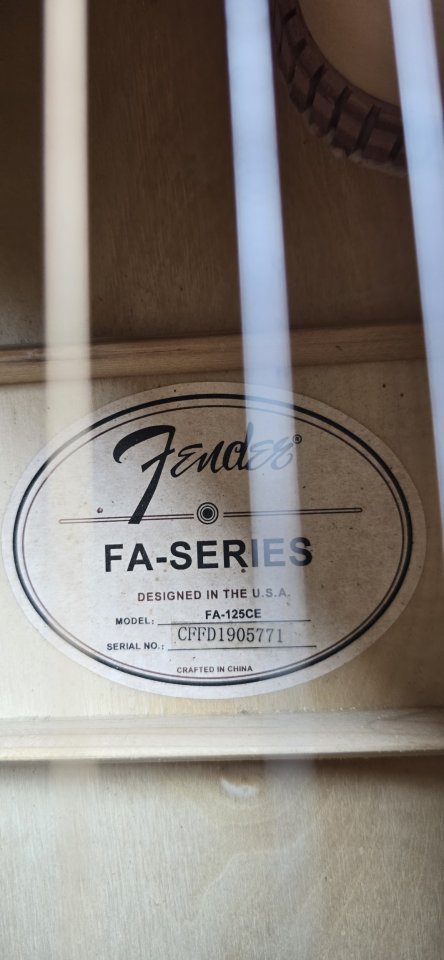 Fender®
FA-SERIES
DESIGNED IN THE U.S.A.
MODEL: FA-125CE
SERIAL NO.: CFFD1905771
CRAFTED IN CHINA